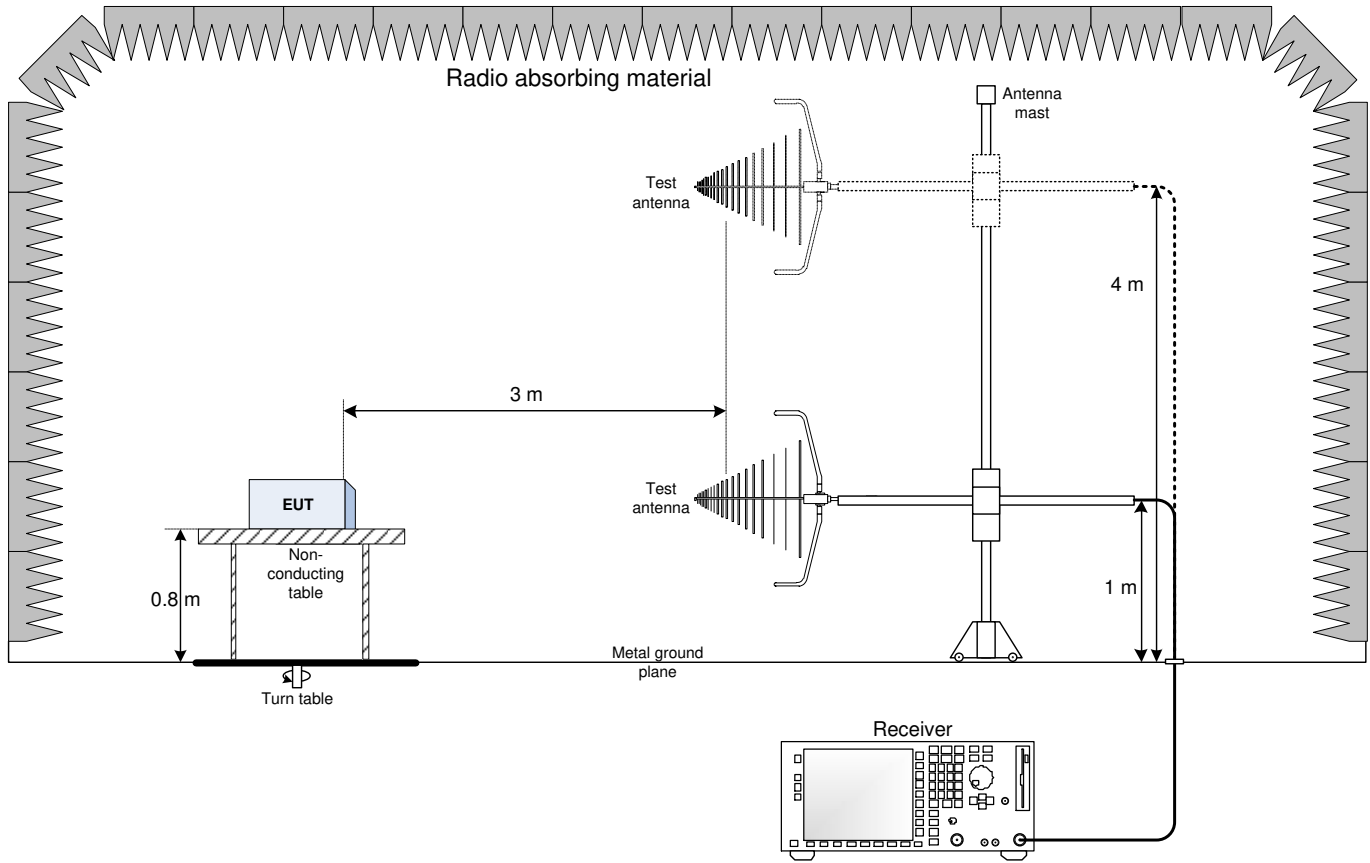 Radio absorbing material
Antenna
mast
Test
antenna
4 m
3 m
EUT
Test
antenna
Non-
conducting
table
0.8 m
1 m
Metal ground
plane
Turn table
Receiver